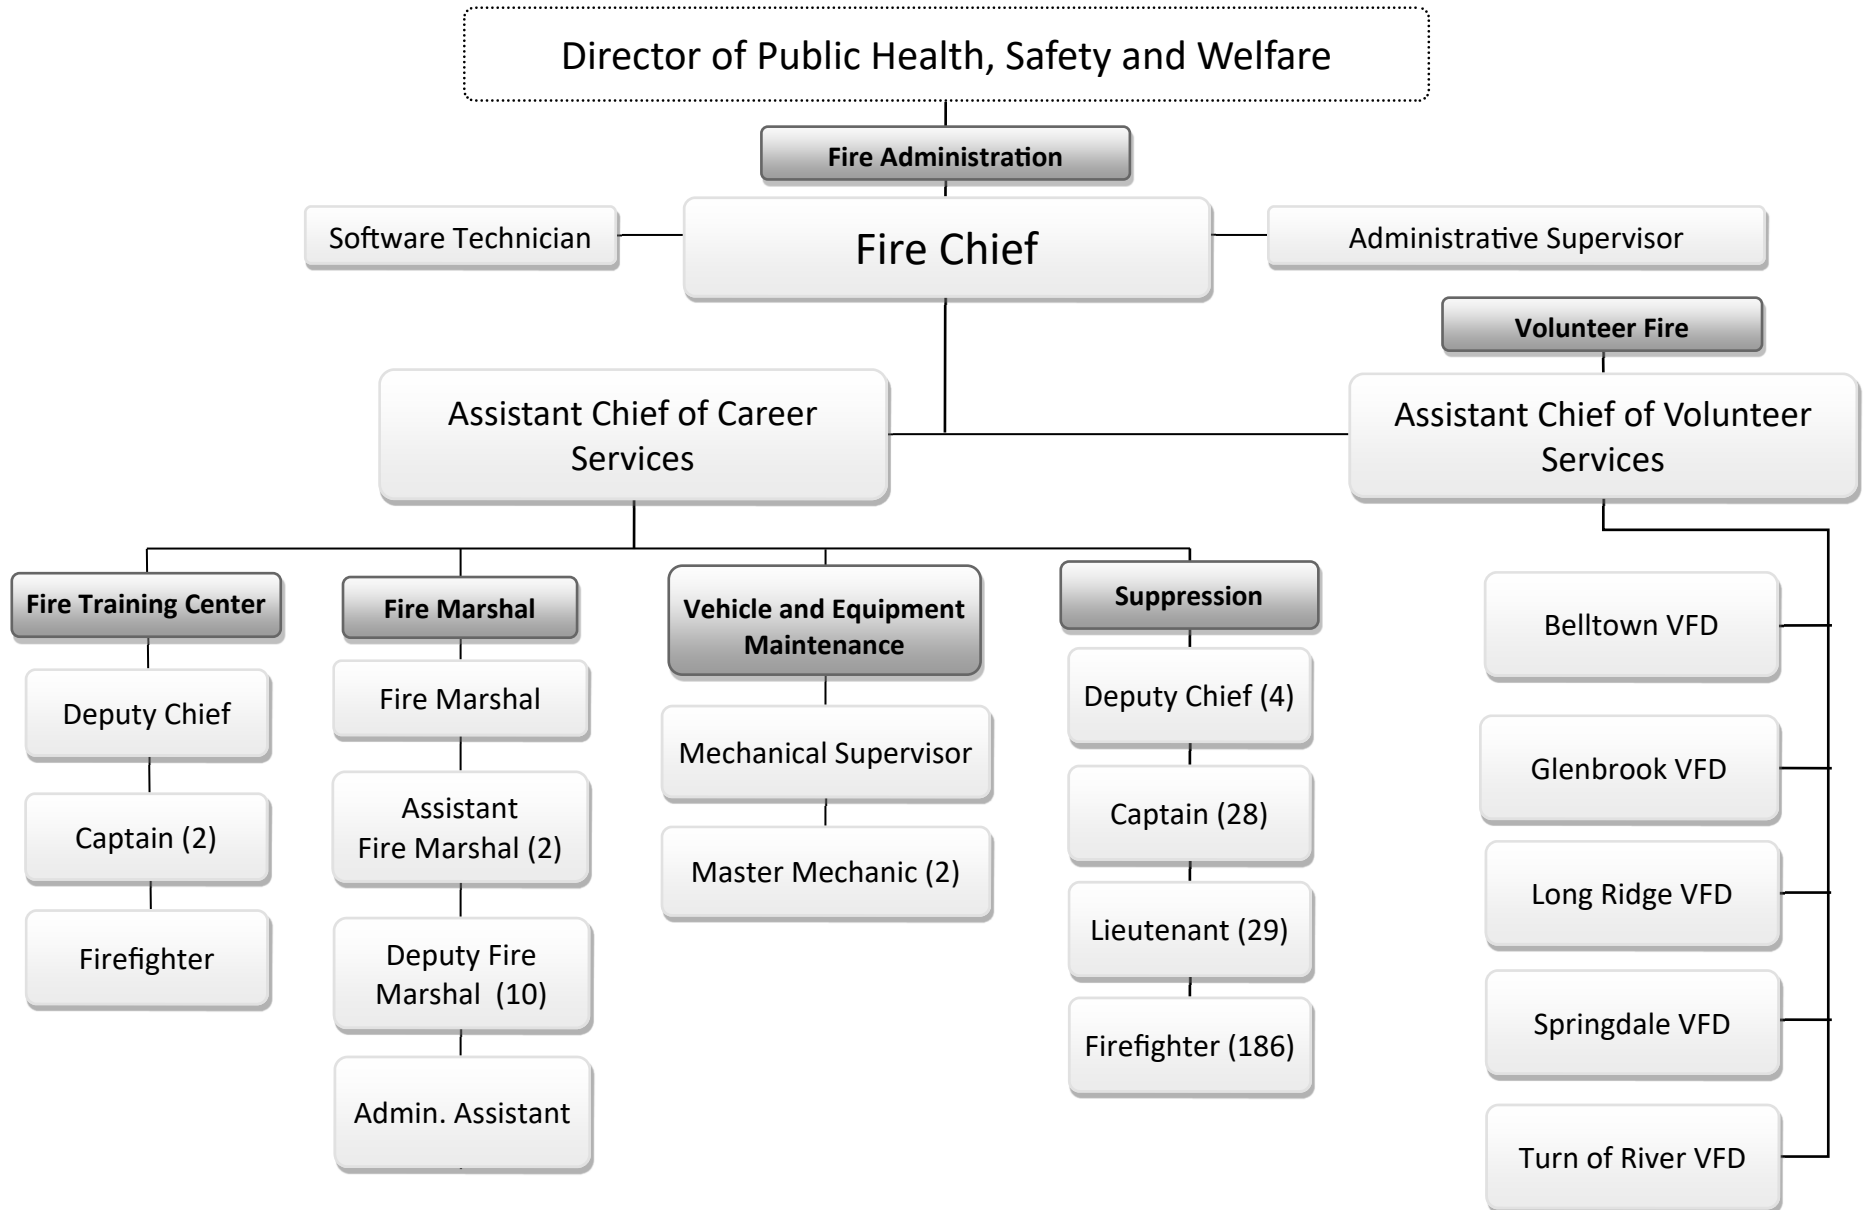 Director of Public Health, Safety and Welfare
Fire Administration
Software Technician
Fire Chief
Administrative Supervisor
Volunteer Fire
Assistant Chief of Career
Services
Assistant Chief of Volunteer
Services
Fire Training Center
Deputy Chief
Captain (2)
Firefighter
Fire Marshal
Fire Marshal
Assistant
Fire Marshal (2)
Deputy Fire
Marshal (10)
Admin. Assistant
Vehicle and Equipment
Maintenance
Mechanical Supervisor
Master Mechanic (2)
Suppression
Deputy Chief (4)
Captain (28)
Lieutenant (29)
Firefighter (186)
Belltown VFD
Glenbrook VFD
Long Ridge VFD
Springdale VFD
Turn of River VFD